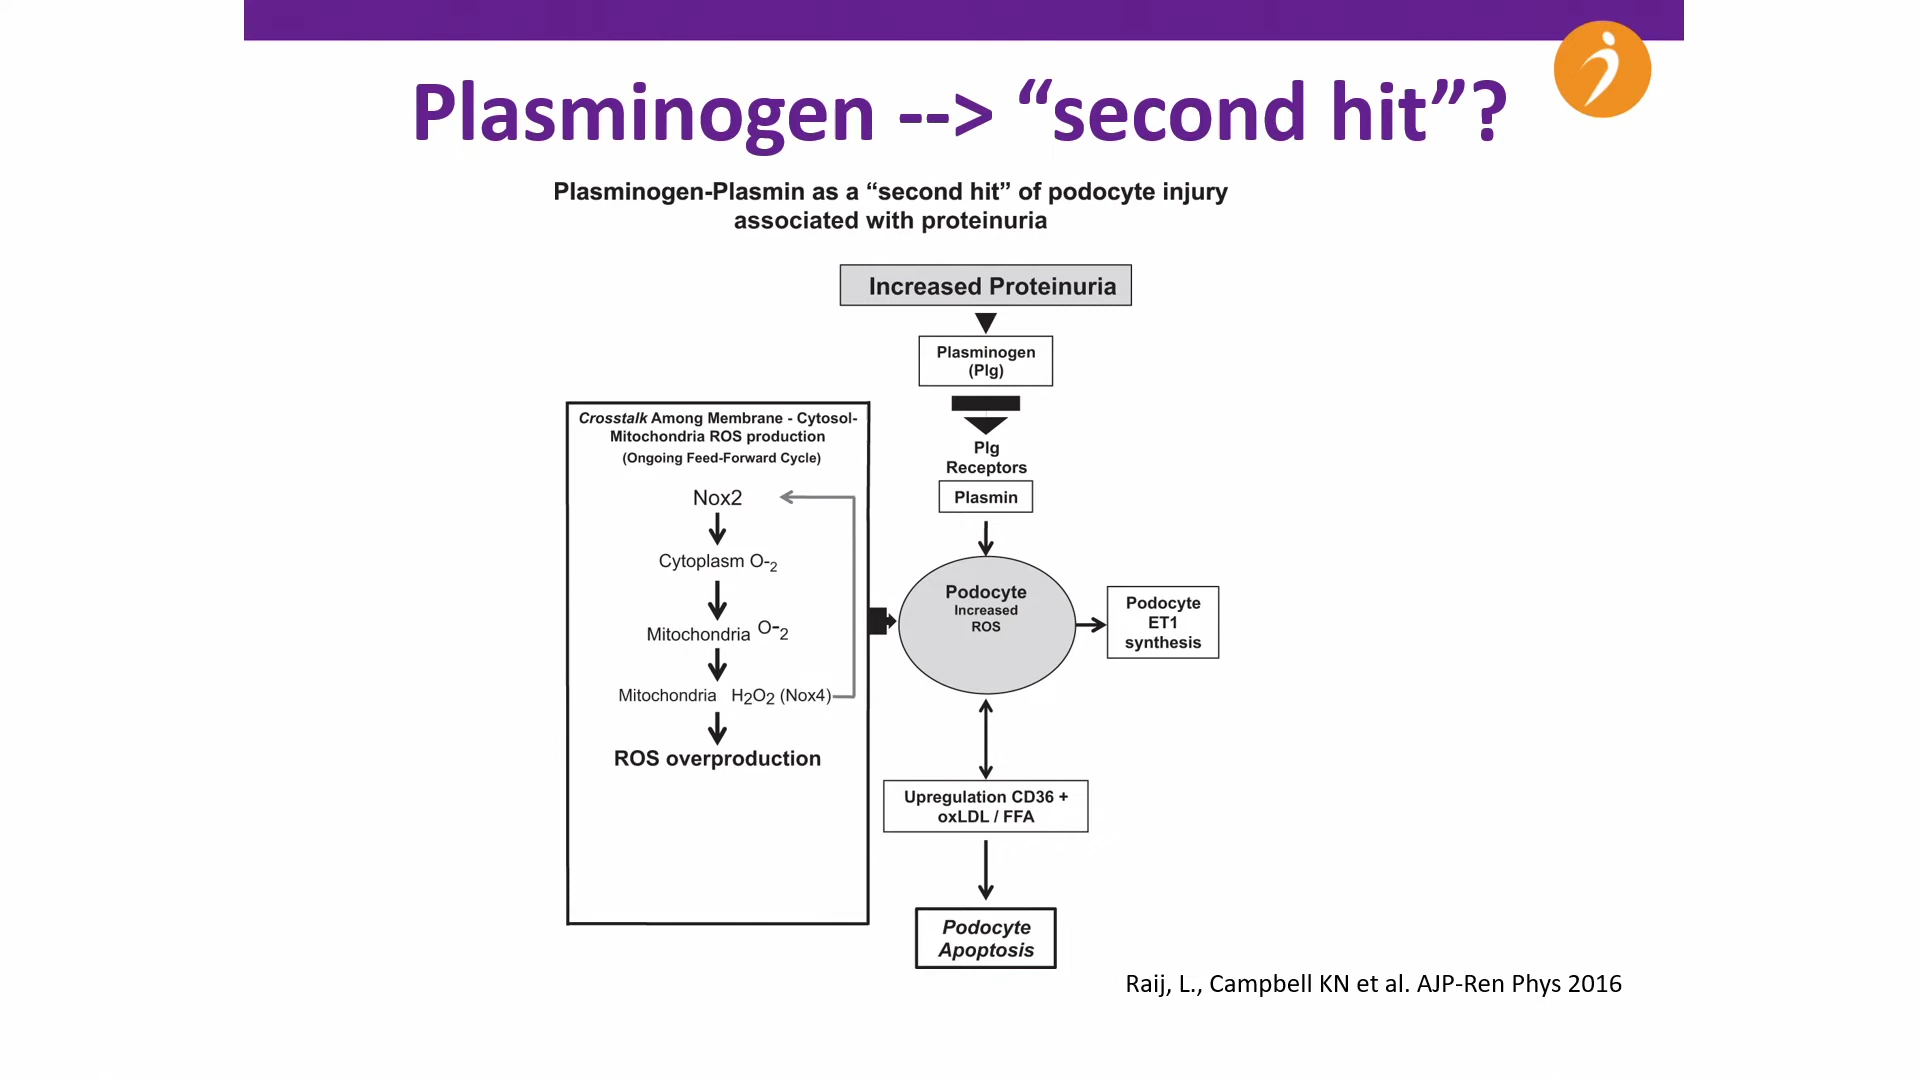 Plasminogen --> “second hit”?
Plasminogen-Plasmin as a “second hit” of podocyte injury
associated with proteinuria
Increased Proteinuria
Plasminogen
(Plg)
Plg
Receptors
Plasmin
Crosstalk Among Membrane - Cytosol-
Mitochondria ROS production
(Ongoing Feed-Forward Cycle)
Nox2
Cytoplasm O-2
Mitochondria O-2
Mitochondria H2O2 (Nox4)
ROS overproduction
Podocyte
Increased
ROS
Podocyte
ET1
synthesis
Upregulation CD36 +
oxLDL / FFA
Podocyte
Apoptosis
Raij, L., Campbell KN et al. AJP-Ren Phys 2016